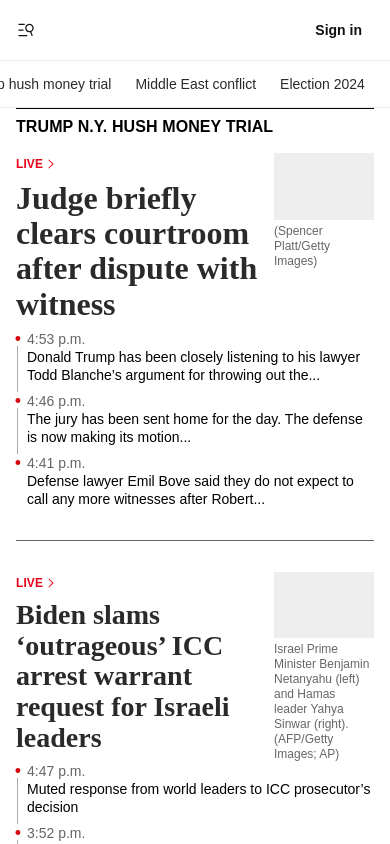 Sign in
hush money trial Middle East conflict Election 2024
TRUMP N.Y. HUSH MONEY TRIAL
LIVE
Judge briefly
clears courtroom
after dispute with
witness
(Spencer
Platt/Getty
Images)
4:53 p.m.
Donald Trump has been closely listening to his lawyer
Todd Blanche’s argument for throwing out the...
4:46 p.m.
The jury has been sent home for the day. The defense
is now making its motion...
4:41 p.m.
Defense lawyer Emil Bove said they do not expect to
call any more witnesses after Robert...
LIVE
Biden slams
‘outrageous’ ICC
arrest warrant
request for Israeli
leaders
Israel Prime
Minister Benjamin
Netanyahu (left)
and Hamas
leader Yahya
Sinwar (right).
(AFP/Getty
Images; AP)
4:47 p.m.
Muted response from world leaders to ICC prosecutor’s
decision
3:52 p.m.